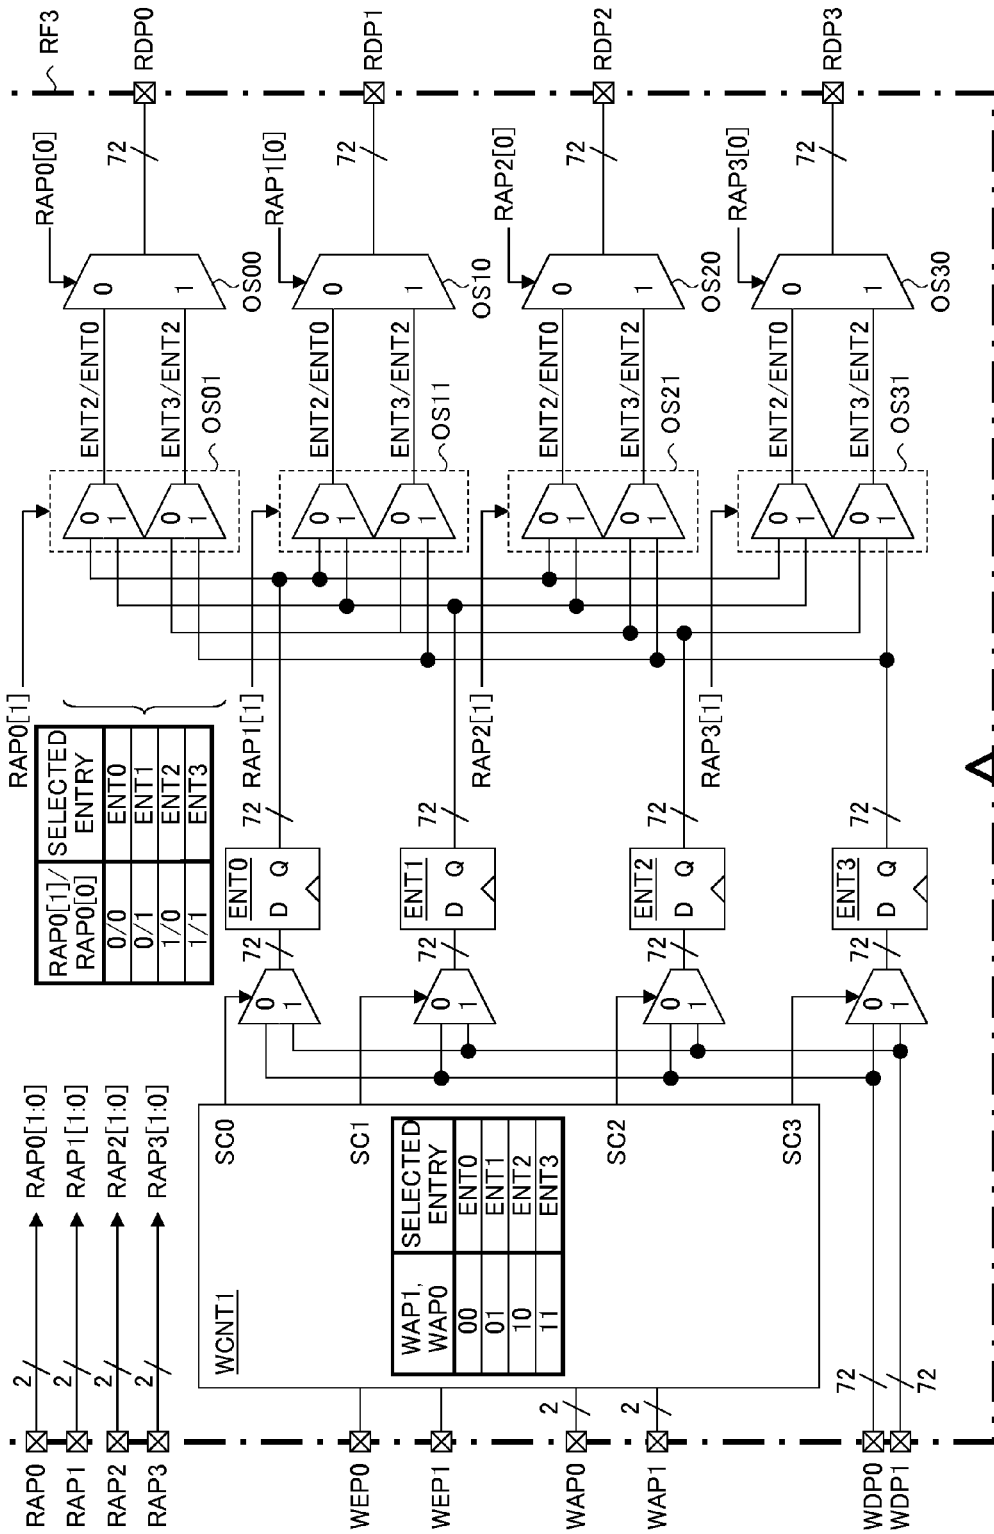 RAP0
RAP1
RAP2
RAP3
2
2
2
2
RAP0[1:0]
RAP1[1:0]
RAP2[1:0]
RAP3[1:0]
WEP0
WEP1
WAP0
WAP1
WDP0
WDP1
2
2
72
72
WCNT1
WAP1, WAP0
SELECTED ENTRY
00 ENT0
01 ENT1
10 ENT2
11 ENT3
SC0
SC1
SC2
SC3
0
1
0
1
0
1
0
1
72
72
72
72
ENT0
D Q
ENT1
D Q
ENT2
D Q
ENT3
D Q
72
72
72
72
RAP0[1]/ RAP0[0]
SELECTED ENTRY
0/0 ENT0
0/1 ENT1
1/0 ENT2
1/1 ENT3
RAP0[1]
RAP1[1]
RAP2[1]
RAP3[1]
0
1
0
1
OS01
0
1
0
1
OS11
0
1
0
1
OS21
0
1
0
1
OS31
ENT2/ENT0
ENT3/ENT2
ENT2/ENT0
ENT3/ENT2
ENT2/ENT0
ENT3/ENT2
ENT2/ENT0
ENT3/ENT2
RAP0[0]
0
1
OS00
RAP1[0]
0
1
OS10
RAP2[0]
0
1
OS20
RAP3[0]
0
1
OS30
72
72
72
72
RF3
RDP0
RDP1
RDP2
RDP3